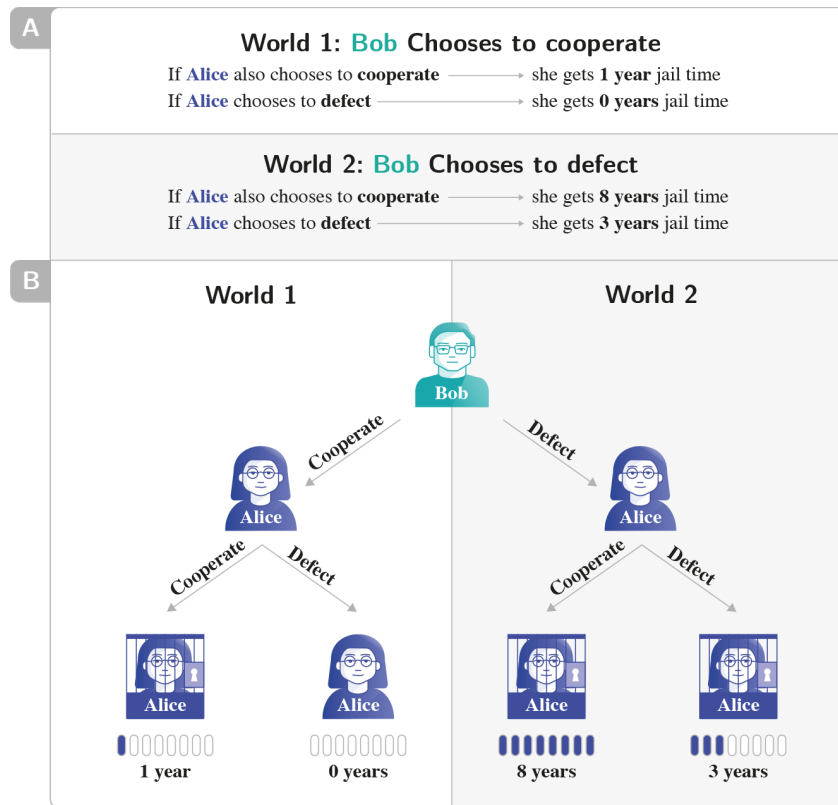 A
World 1: Bob Chooses to cooperate
If Alice also chooses to cooperate she gets 1 year jail time
If Alice chooses to defect she gets 0 years jail time
World 2: Bob Chooses to defect
If Alice also chooses to cooperate she gets 8 years jail time
If Alice chooses to defect she gets 3 years jail time
B
World 1
World 2
Bob
Cooperate
Defect
Alice
Alice
Cooperate
Defect
Cooperate
Defect
Alice
Alice
Alice
Alice
1 year
0 years
8 years
3 years